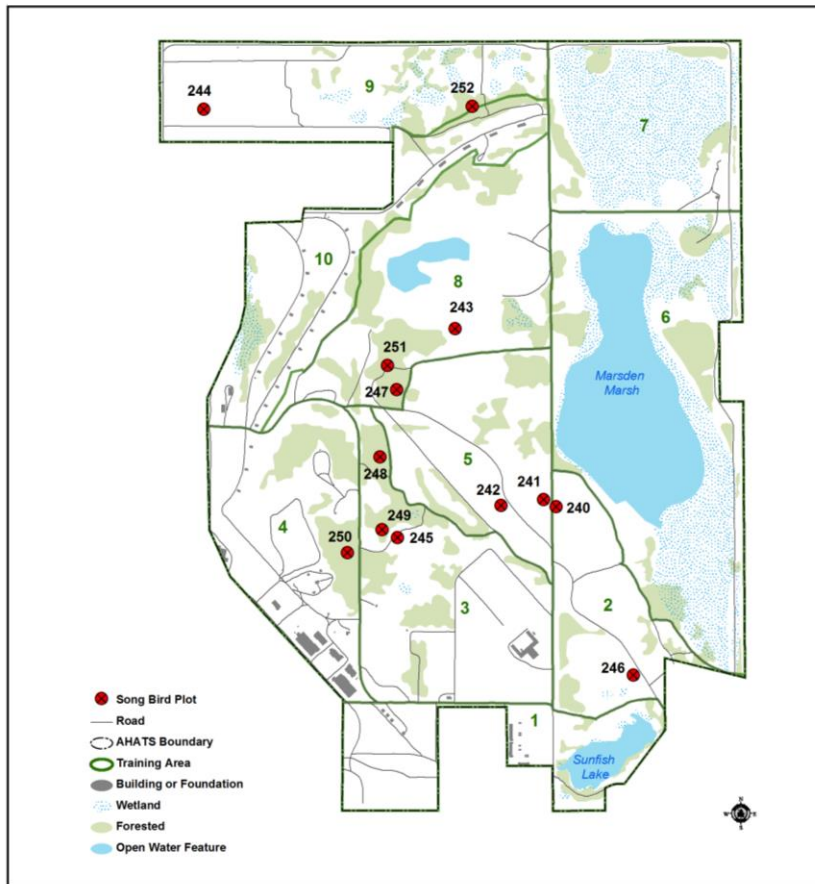 244
9
252
7
10
8
243
6
251
247
Marsden
Marsh
248
5
242
241
240
249
4
250
245
2
3
246
1
Sunfish
Lake
Song Bird Plot
Road
AHATS Boundary
Training Area
Building or Foundation
Wetland
Forested
Open Water Feature
N
W
E
S